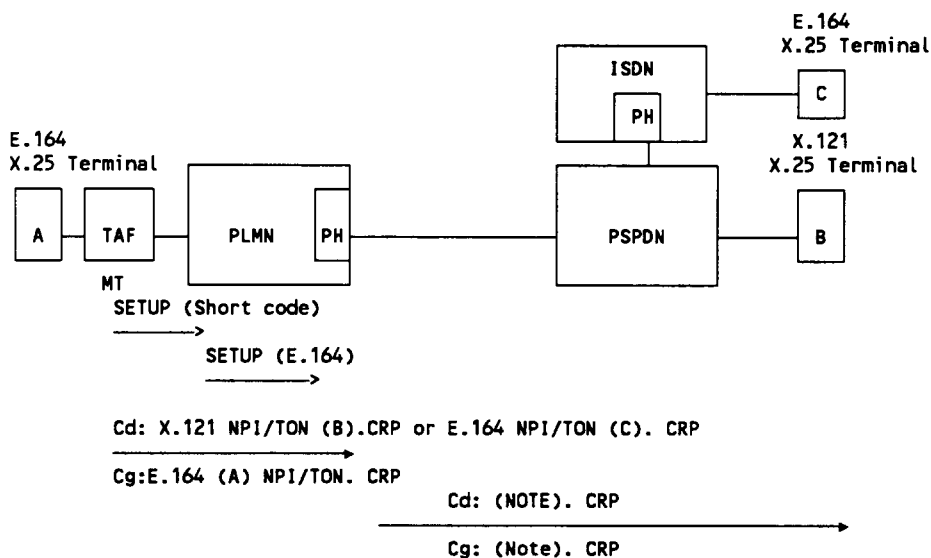 E.164
X.25 Terminal
ISDN
PH
C
E.164
X.25 Terminal
X.121
X.25 Terminal
A
TAF
PLMN
PH
PSPDN
B
MT
SETUP (Short code)
SETUP (E.164)
Cd: X.121 NPI/TON (B).CRP or E.164 NPI/TON (C). CRP
Cg:E.164 (A) NPI/TON. CRP
Cd: (NOTE). CRP
Cg: (Note). CRP